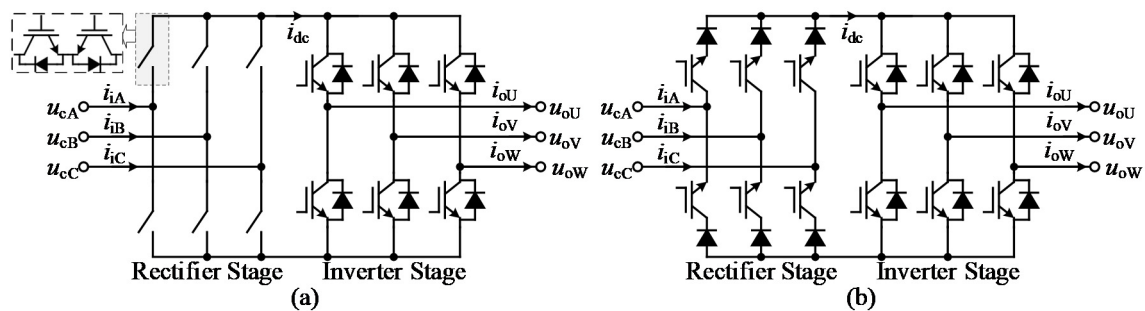 i_dc i_dc
i_iA i_oU i_iA i_oU
u_cA u_oU u_cA u_oU
i_iB i_oV i_iB i_oV
u_cB u_oV u_cB u_oV
i_iC i_oW i_iC i_oW
u_cC u_oW u_cC u_oW
Rectifier Stage Inverter Stage Rectifier Stage Inverter Stage
(a) (b)